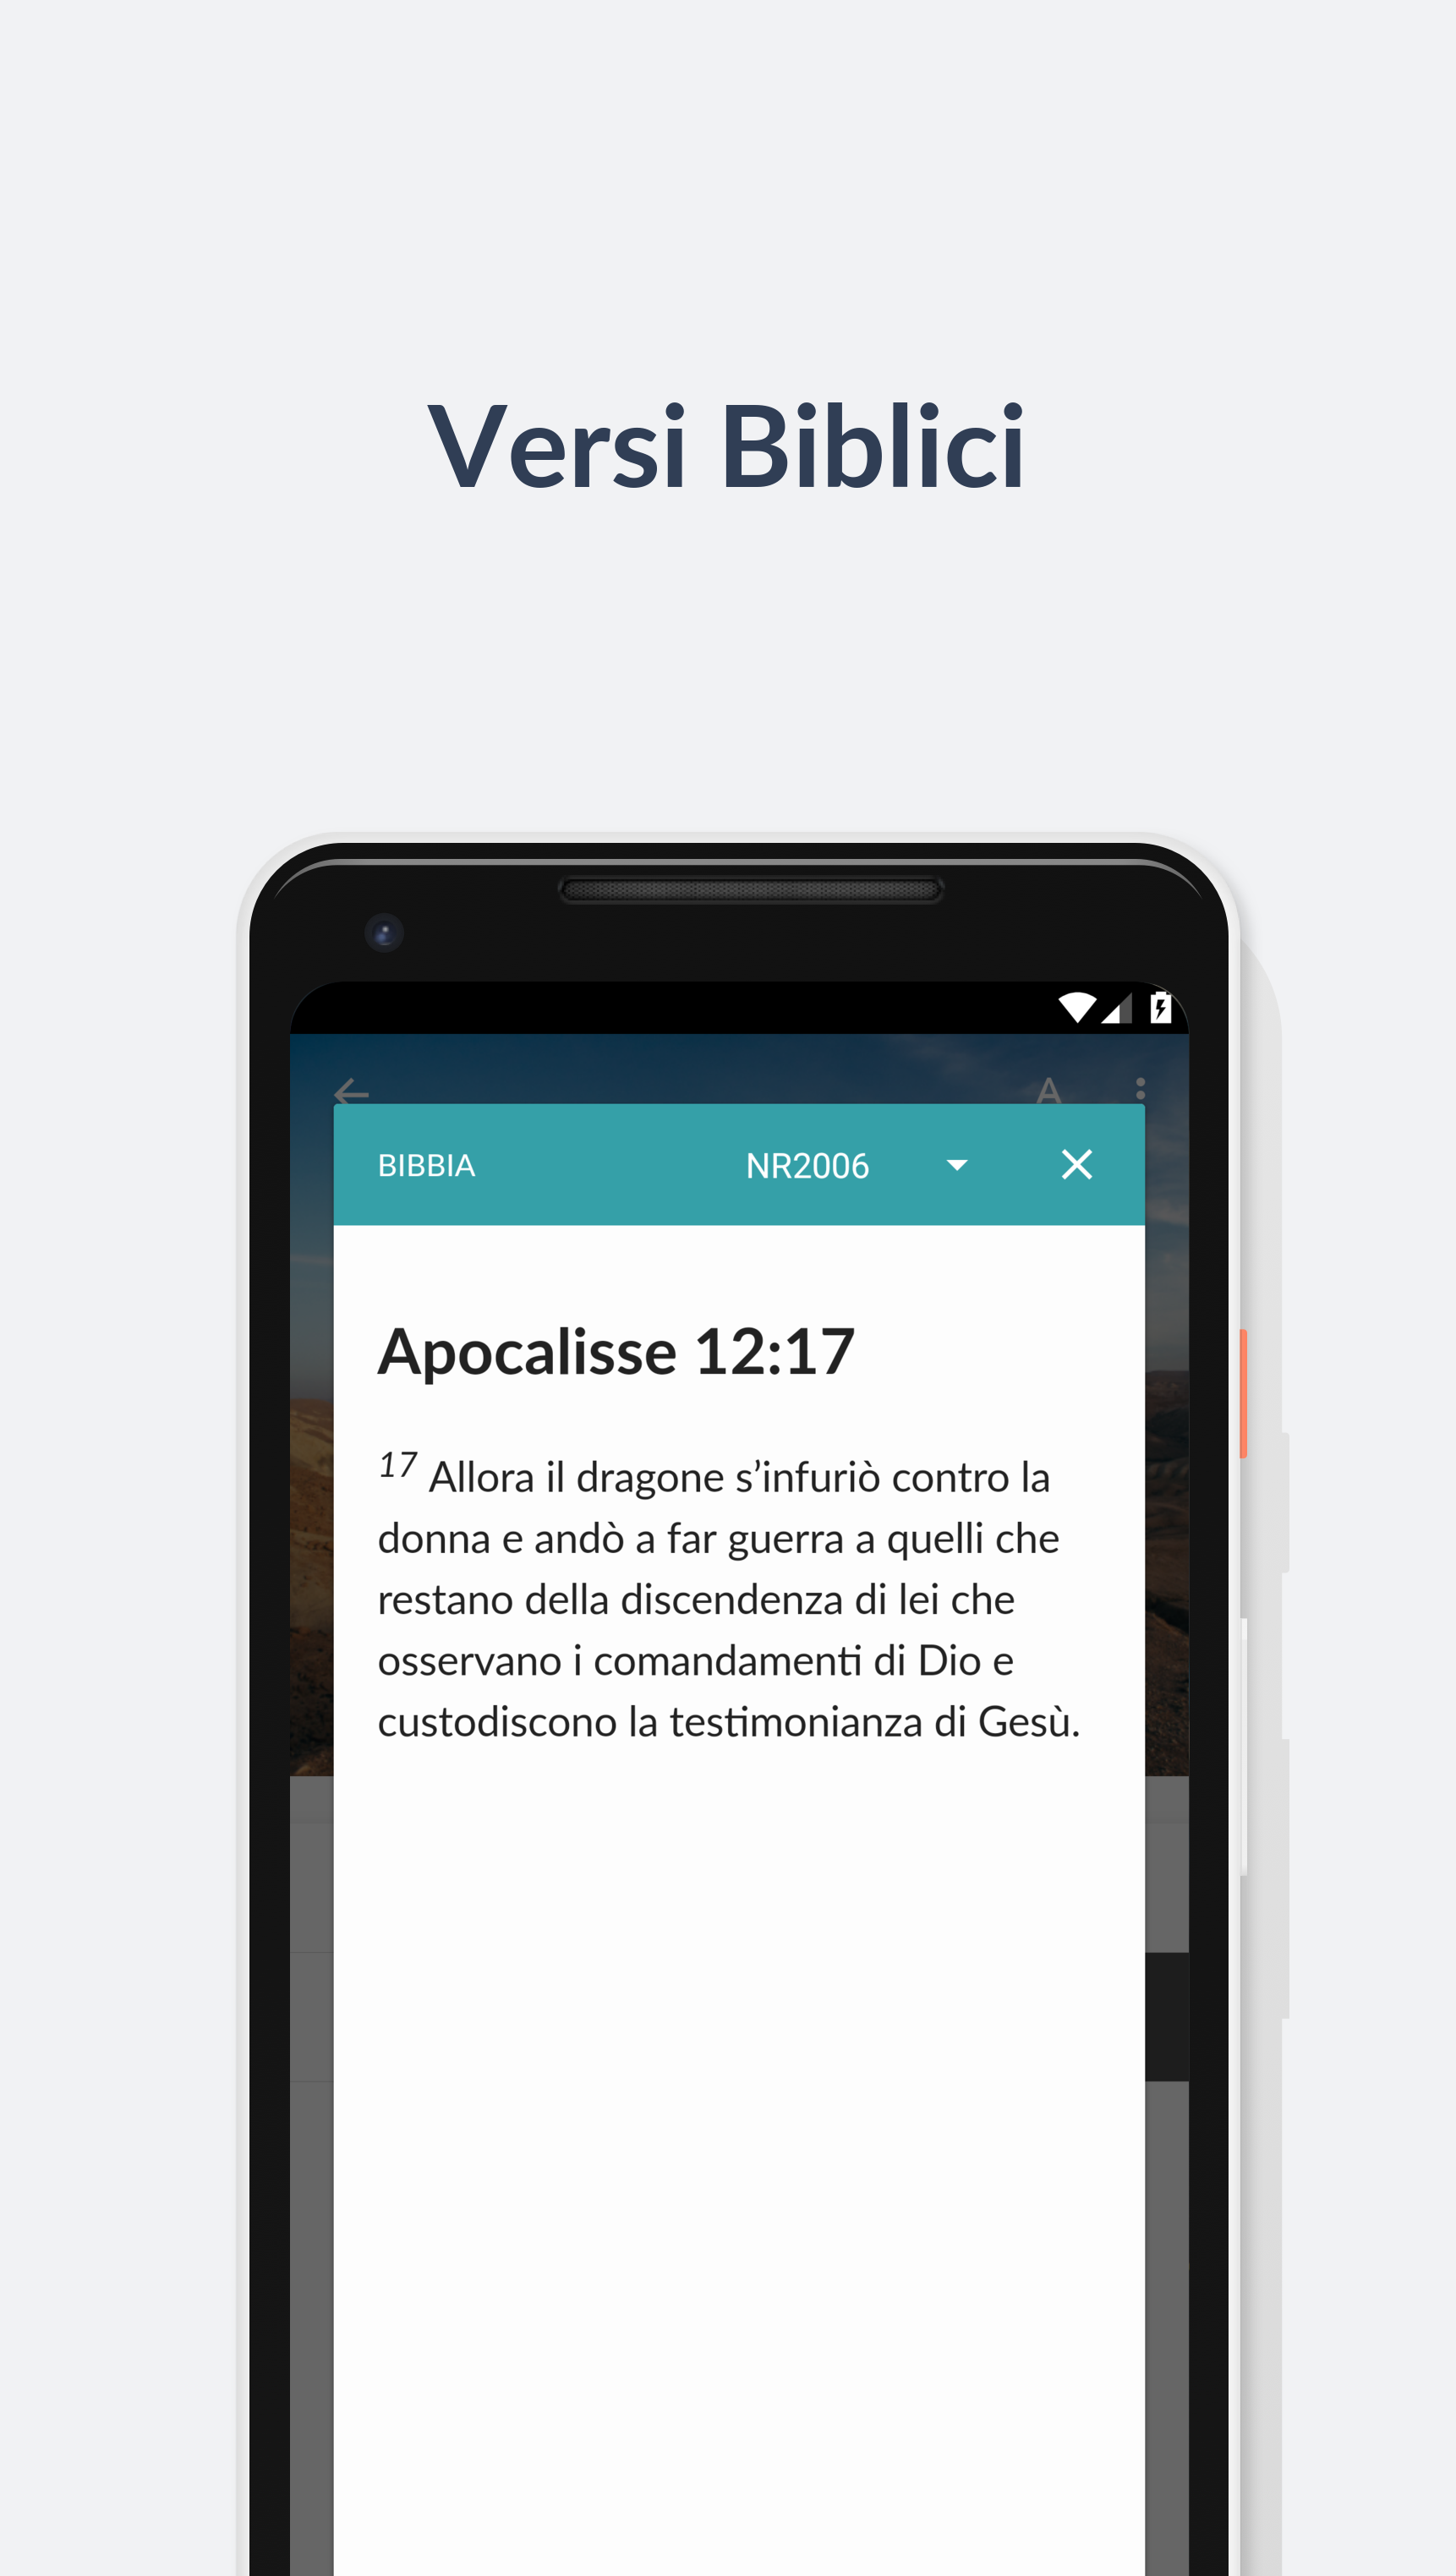 Versi Biblici
A
BIBBIA NR2006
Apocalisse 12:17
17 Allora il dragone s’infuriò contro la
donna e andò a far guerra a quelli che
restano della discendenza di lei che
osservano i comandamenti di Dio e
custodiscono la testimonianza di Gesù.